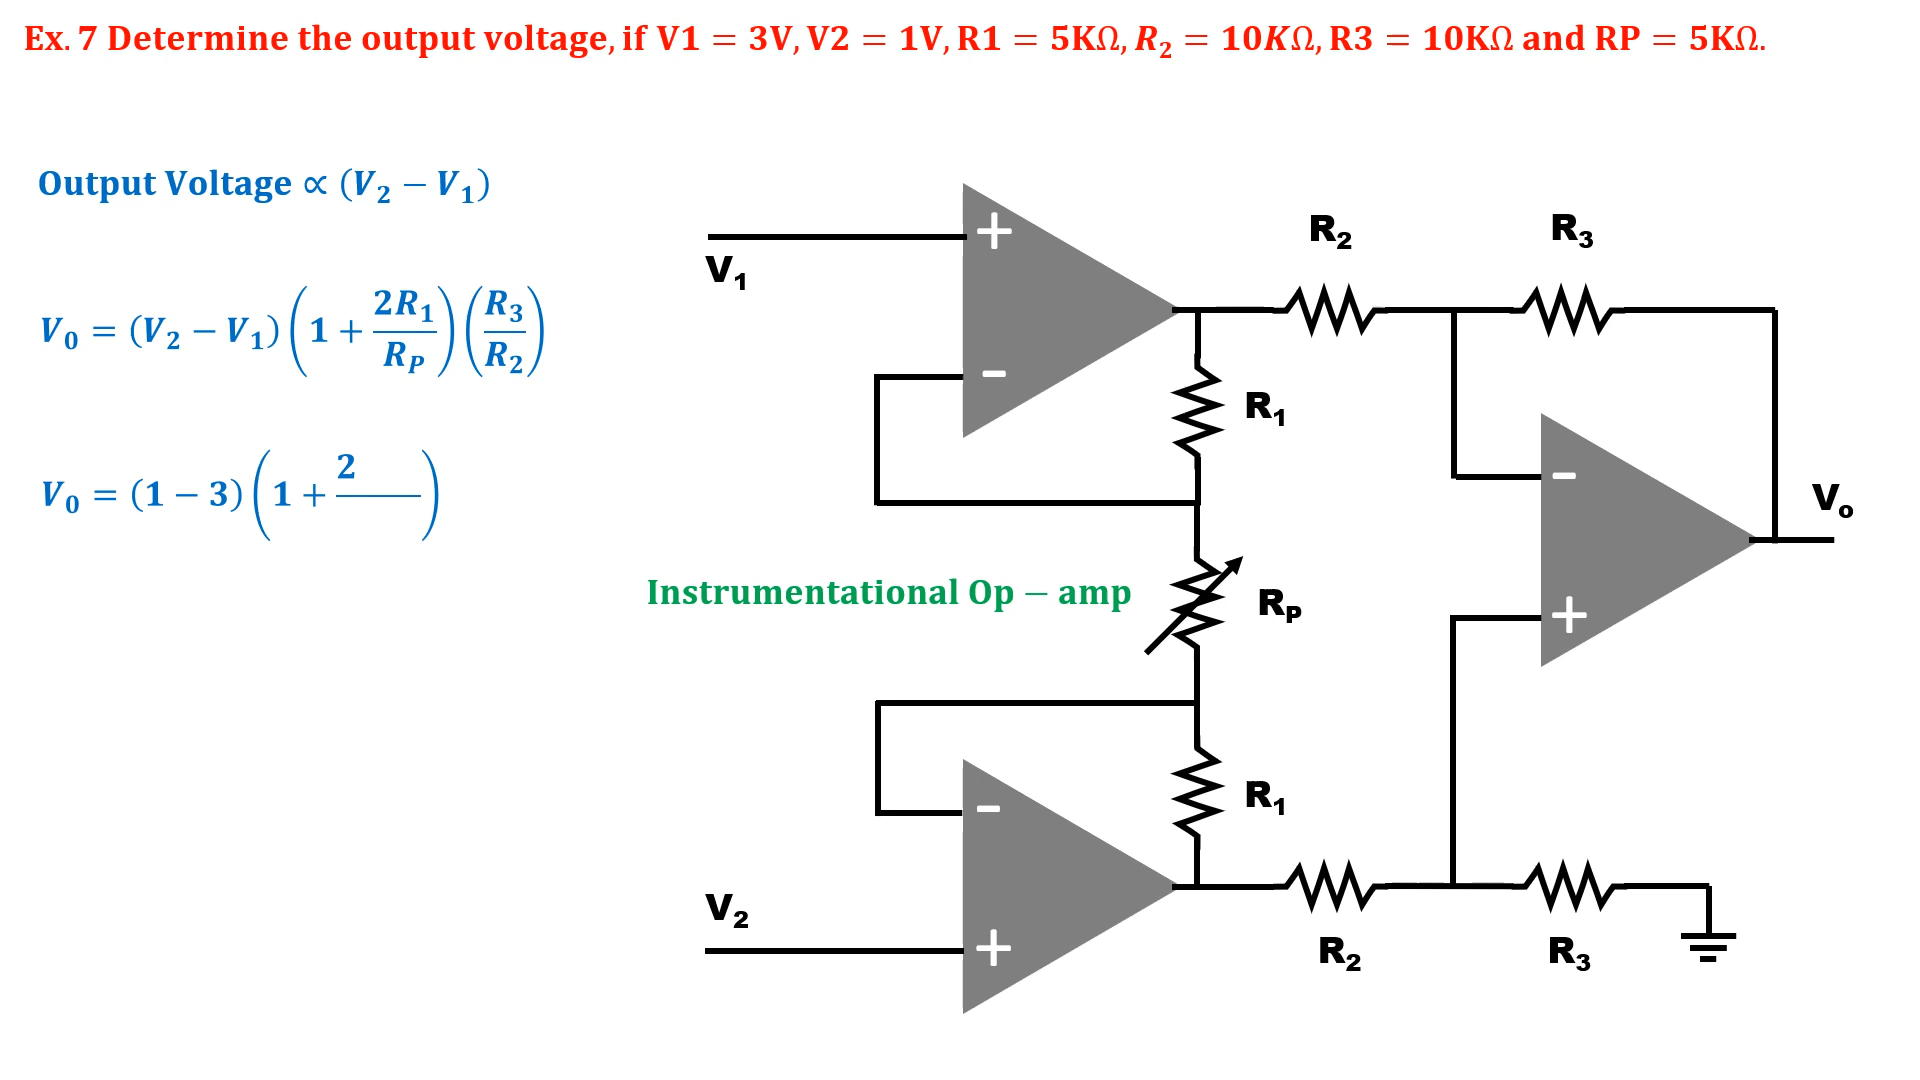 Ex. 7 Determine the output voltage, if V1 = 3V, V2 = 1V, R1 = 5KΩ, R₂ = 10KΩ, R3 = 10KΩ and RP = 5KΩ.
Output Voltage ∝ (V₂ − V₁)
V₀ = (V₂ − V₁)(1 + 2R₁/R_P)(R₃/R₂)
V₀ = (1 − 3)(1 + 2/ )
Instrumentational Op − amp
V₁
+
−
R₂
R₃
R₁
−
+
Vₒ
R_P
R₁
−
+
V₂
R₂
R₃